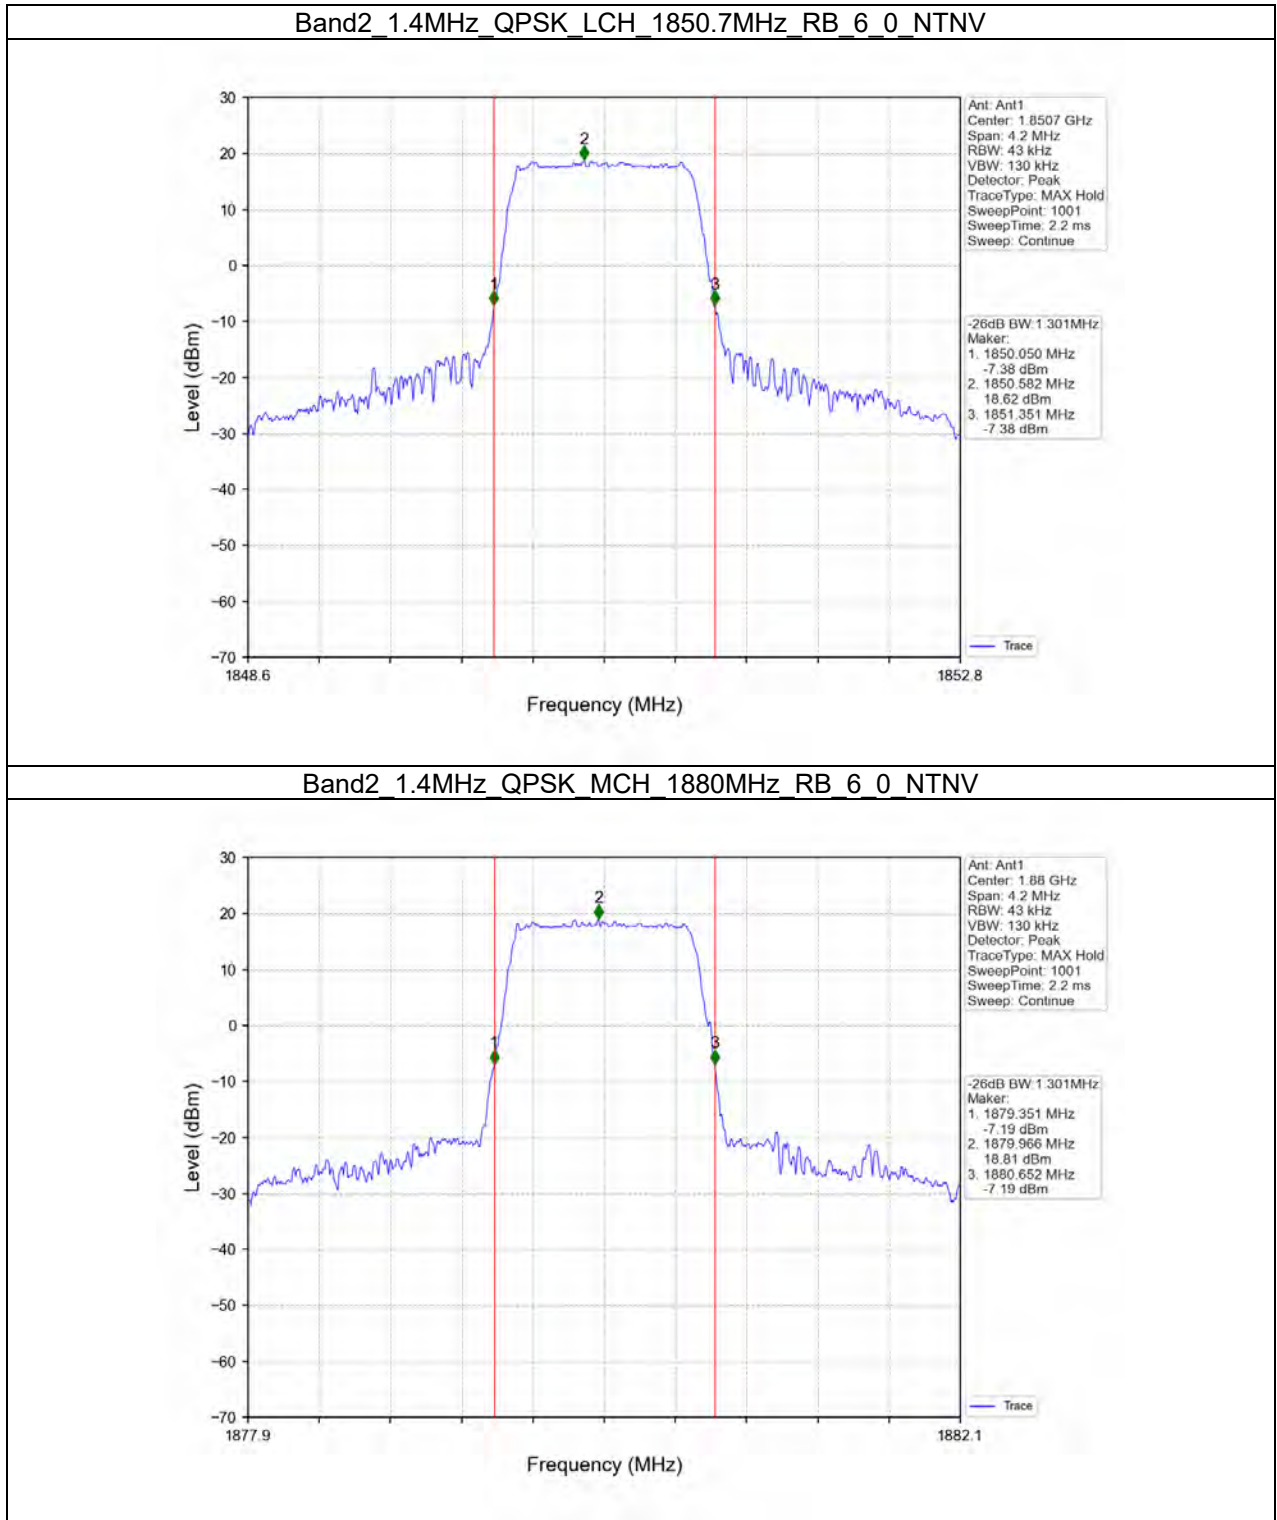 Band2_1.4MHz_QPSK_LCH_1850.7MHz_RB_6_0_NTNV
30
20
10
0
−10
−20
−30
−40
−50
−60
−70
Level (dBm)
1
2
3
1848.6
1852.8
Frequency (MHz)
Ant: Ant1
Center: 1.8507 GHz
Span: 4.2 MHz
RBW: 43 kHz
VBW: 130 kHz
Detector: Peak
TraceType: MAX Hold
SweepPoint: 1001
SweepTime: 2.2 ms
Sweep: Continue
-26dB BW:1.301MHz
Maker:
1. 1850.050 MHz
-7.38 dBm
2. 1850.582 MHz
18.62 dBm
3. 1851.351 MHz
-7.38 dBm
Trace
Band2_1.4MHz_QPSK_MCH_1880MHz_RB_6_0_NTNV
30
20
10
0
−10
−20
−30
−40
−50
−60
−70
Level (dBm)
1
2
3
1877.9
1882.1
Frequency (MHz)
Ant: Ant1
Center: 1.88 GHz
Span: 4.2 MHz
RBW: 43 kHz
VBW: 130 kHz
Detector: Peak
TraceType: MAX Hold
SweepPoint: 1001
SweepTime: 2.2 ms
Sweep: Continue
-26dB BW:1.301MHz
Maker:
1. 1879.351 MHz
-7.19 dBm
2. 1879.966 MHz
18.81 dBm
3. 1880.652 MHz
-7.19 dBm
Trace